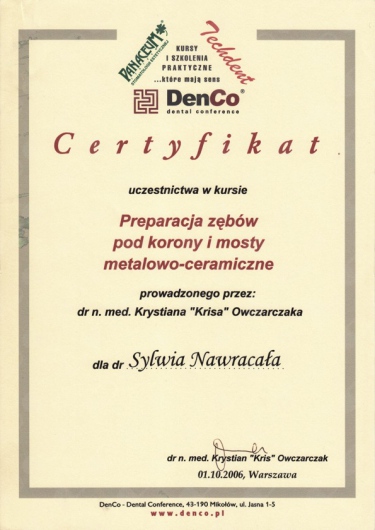 PANACEUM
Techdent
KURSY
I SZKOLENIA
PRAKTYCZNE
...które mają sens
DenCo®
dental conference
Certyfikat
uczestnictwa w kursie
Preparacja zębów
pod korony i mosty
metalowo-ceramiczne
prowadzonego przez:
dr n. med. Krystiana "Krisa" Owczarczaka
dla dr Sylwia Nawracała
dr n. med. Krystian "Kris" Owczarczak
01.10.2006, Warszawa
DenCo - Dental Conference, 43-190 Mikołów, ul. Jasna 1-5
www.denco.pl